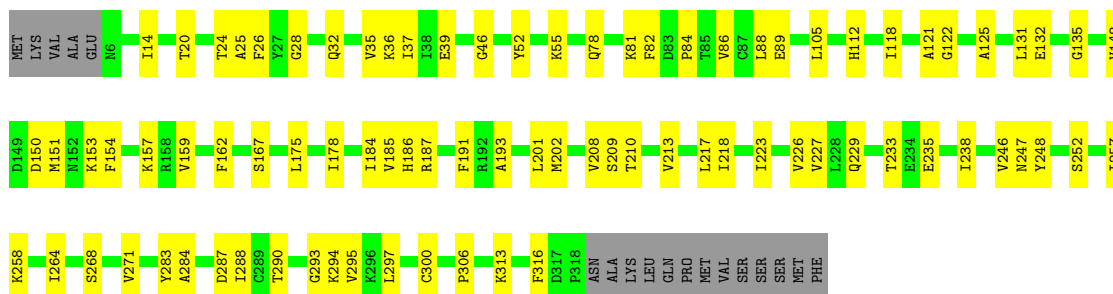 MET LYS VAL ALA GLU N6 I14 T20 T24 A25 F26 Y27 G28 Q32 V35 K36 I37 I38 E39 G46 Y52 K55 Q78 K81 F82 D83 P84 T85 V86 C87 L88 E89 L105 H112 I118 A121 G122 A125 L131 E132 G135
D149 D150 M151 N152 K153 F154 K157 R158 V159 F162 S167 L175 I178 I184 V185 H186 R187 F191 R192 A193 L201 M202 V208 S209 T210 V213 L217 I218 I223 V226 V227 L228 Q229 T233 E234 E235 I238 V246 N247 Y248 S252
K258 I264 S268 V271 Y283 A284 D287 I288 C289 T290 G293 K294 V295 K296 L297 C300 P306 K313 F316 D317 P318 ASN ALA LYS LEU GLN PRO MET VAL SER SER SER MET PHE